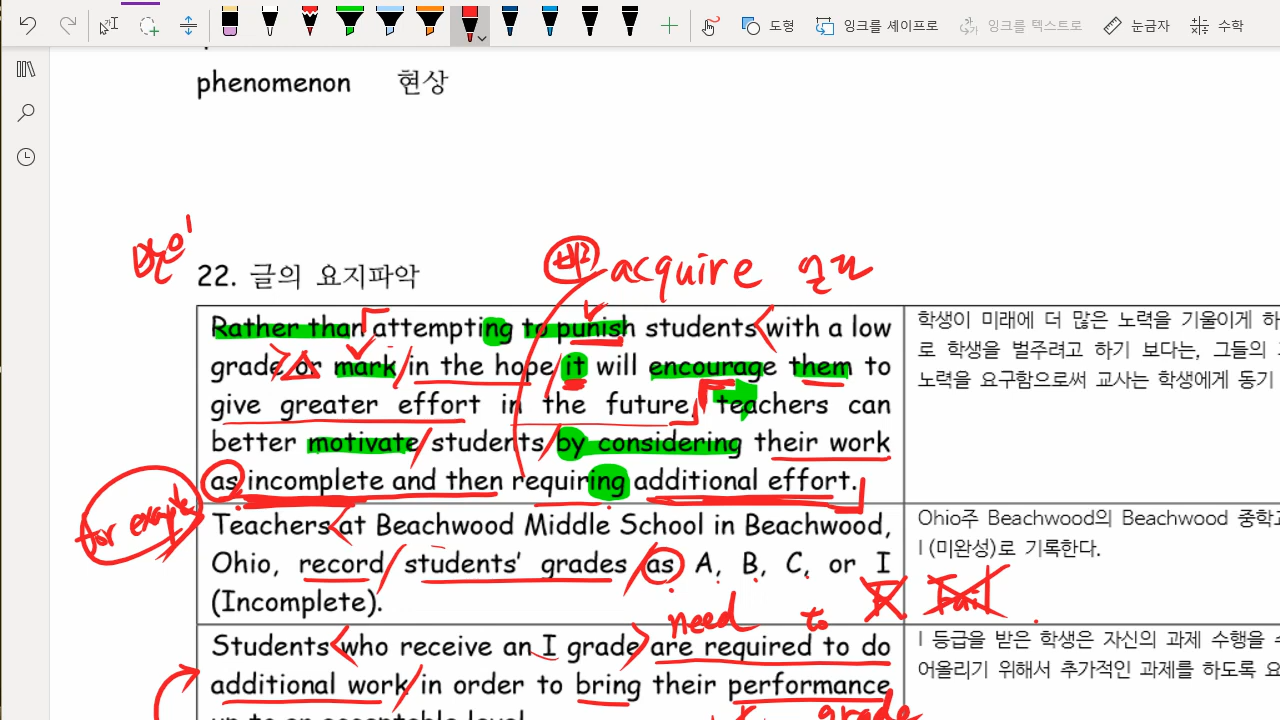 도형 잉크를 셰이프로 잉크를 텍스트로 눈금자 수학
phenomenon 현상
22. 글의 요지파악
비교 acquire 얻다
Rather than attempting to punish students with a low
grade or mark in the hope it will encourage them to
give greater effort in the future, teachers can
better motivate students by considering their work
as incomplete and then requiring additional effort.
학생이 미래에 더 많은 노력을 기울이게 하
로 학생을 벌주려고 하기 보다는, 그들의
노력을 요구함으로써 교사는 학생에게 동기
for example
Teachers at Beachwood Middle School in Beachwood,
Ohio, record students' grades as A, B, C, or I
(Incomplete).
Ohio주 Beachwood의 Beachwood 중학교
I (미완성)로 기록한다.
F Fail
need to
Students who receive an I grade are required to do
additional work in order to bring their performance
up to an acceptable level.
I 등급을 받은 학생은 자신의 과제 수행을
어울리기 위해서 추가적인 과제를 하도록 요
grade